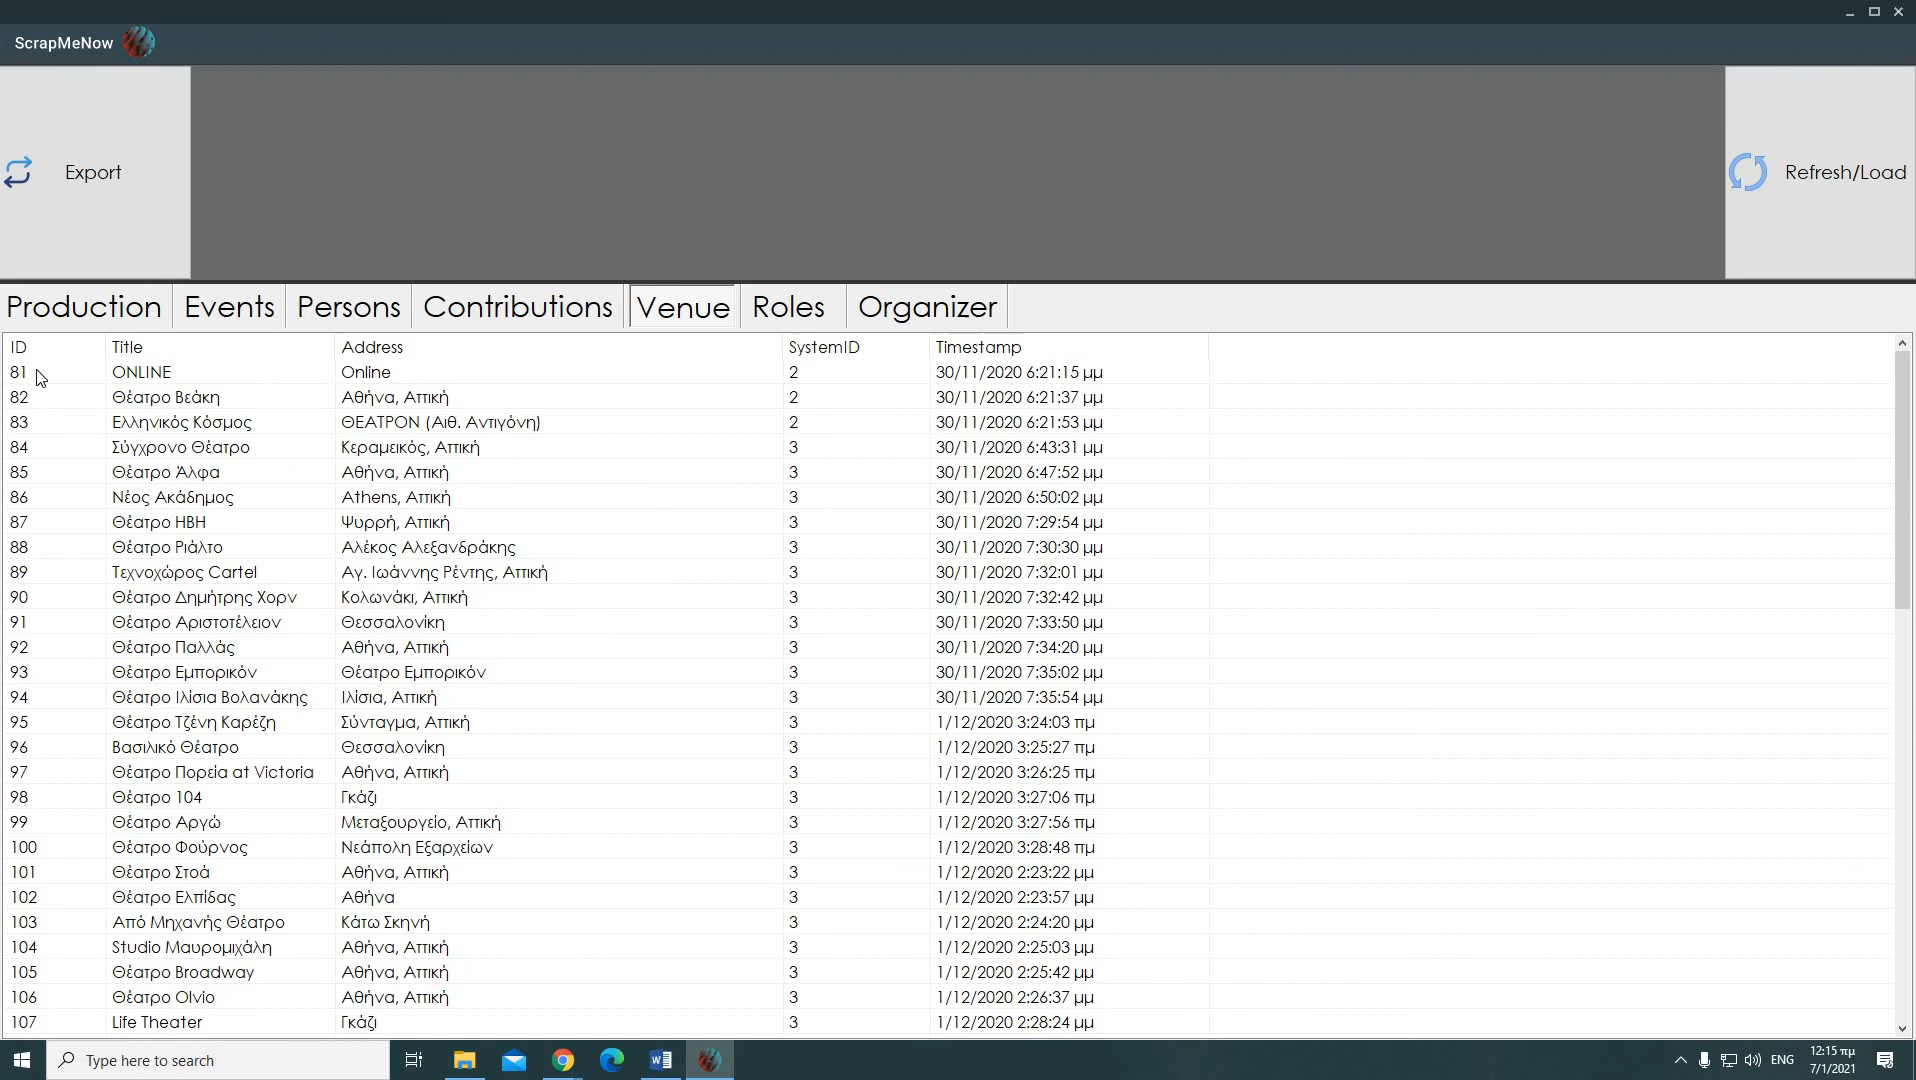 ScrapMeNow
Export
Refresh/Load
Production Events Persons Contributions Venue Roles Organizer
ID Title Address SystemID Timestamp
81 ONLINE Online 2 30/11/2020 6:21:15 μμ
82 Θέατρο Βεάκη Αθήνα, Αττική 2 30/11/2020 6:21:37 μμ
83 Ελληνικός Κόσμος ΘΕΑΤΡΟΝ (Αιθ. Αντιγόνη) 2 30/11/2020 6:21:53 μμ
84 Σύγχρονο Θέατρο Κεραμεικός, Αττική 3 30/11/2020 6:43:31 μμ
85 Θέατρο Άλφα Αθήνα, Αττική 3 30/11/2020 6:47:52 μμ
86 Νέος Ακάδημος Athens, Αττική 3 30/11/2020 6:50:02 μμ
87 Θέατρο ΗΒΗ Ψυρρή, Αττική 3 30/11/2020 7:29:54 μμ
88 Θέατρο Ριάλτο Αλέκος Αλεξανδράκης 3 30/11/2020 7:30:30 μμ
89 Τεχνοχώρος Cartel Αγ. Ιωάννης Ρέντης, Αττική 3 30/11/2020 7:32:01 μμ
90 Θέατρο Δημήτρης Χορν Κολωνάκι, Αττική 3 30/11/2020 7:32:42 μμ
91 Θέατρο Αριστοτέλειον Θεσσαλονίκη 3 30/11/2020 7:33:50 μμ
92 Θέατρο Παλλάς Αθήνα, Αττική 3 30/11/2020 7:34:20 μμ
93 Θέατρο Εμπορικόν Θέατρο Εμπορικόν 3 30/11/2020 7:35:02 μμ
94 Θέατρο Ιλίσια Βολανάκης Ιλίσια, Αττική 3 30/11/2020 7:35:54 μμ
95 Θέατρο Τζένη Καρέζη Σύνταγμα, Αττική 3 1/12/2020 3:24:03 πμ
96 Βασιλικό Θέατρο Θεσσαλονίκη 3 1/12/2020 3:25:27 πμ
97 Θέατρο Πορεία at Victoria Αθήνα, Αττική 3 1/12/2020 3:26:25 πμ
98 Θέατρο 104 Γκάζι 3 1/12/2020 3:27:06 πμ
99 Θέατρο Αργώ Μεταξουργείο, Αττική 3 1/12/2020 3:27:56 πμ
100 Θέατρο Φούρνος Νεάπολη Εξαρχείων 3 1/12/2020 3:28:48 πμ
101 Θέατρο Στοά Αθήνα, Αττική 3 1/12/2020 2:23:22 μμ
102 Θέατρο Ελπίδας Αθήνα 3 1/12/2020 2:23:57 μμ
103 Από Μηχανής Θέατρο Κάτω Σκηνή 3 1/12/2020 2:24:20 μμ
104 Studio Μαυρομιχάλη Αθήνα, Αττική 3 1/12/2020 2:25:03 μμ
105 Θέατρο Broadway Αθήνα, Αττική 3 1/12/2020 2:25:42 μμ
106 Θέατρο Olvio Αθήνα, Αττική 3 1/12/2020 2:26:37 μμ
107 Life Theater Γκάζι 3 1/12/2020 2:28:24 μμ
Type here to search
ENG
12:15 πμ
7/1/2021